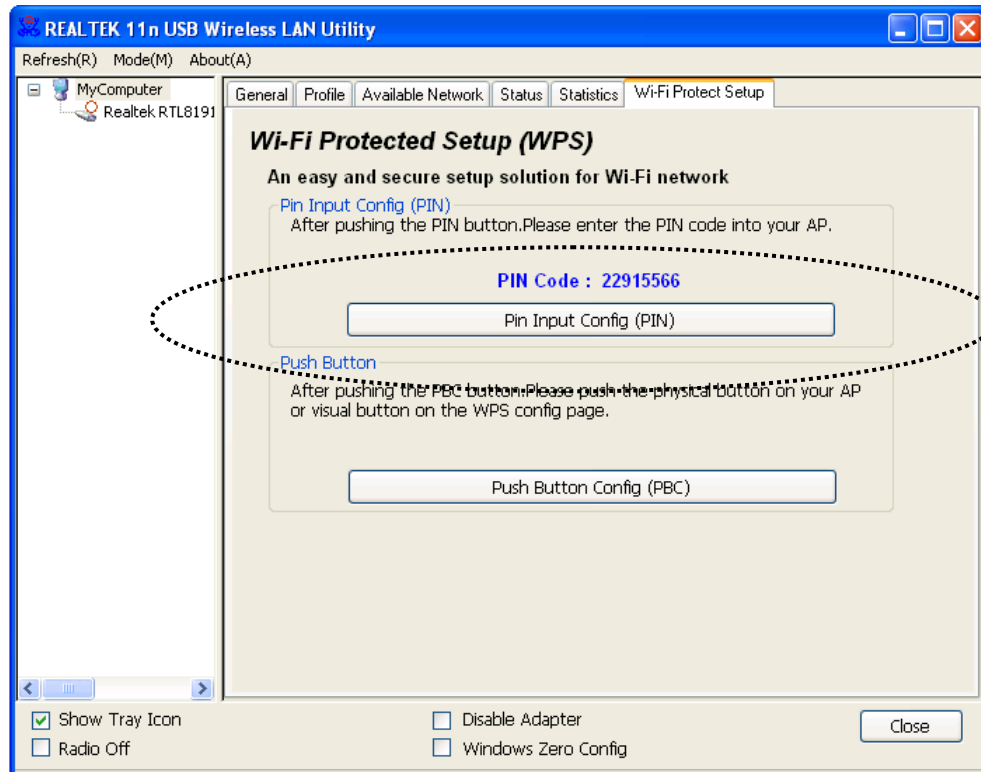 REALTEK 11n USB Wireless LAN Utility
Refresh(R) Mode(M) About(A)
MyComputer
Realtek RTL8191
General Profile Available Network Status Statistics Wi-Fi Protect Setup
Wi-Fi Protected Setup (WPS)
An easy and secure setup solution for Wi-Fi network
Pin Input Config (PIN)
After pushing the PIN button.Please enter the PIN code into your AP.
PIN Code : 22915566
Pin Input Config (PIN)
Push Button
After pushing the PBC button.Please push the physical button on your AP
or visual button on the WPS config page.
Push Button Config (PBC)
Show Tray Icon
Disable Adapter
Close
Radio Off
Windows Zero Config